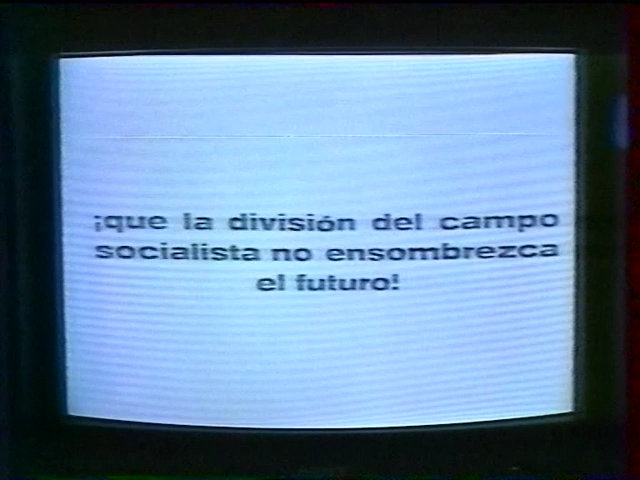 ¡que la división del campo
socialista no ensombrezca
el futuro!